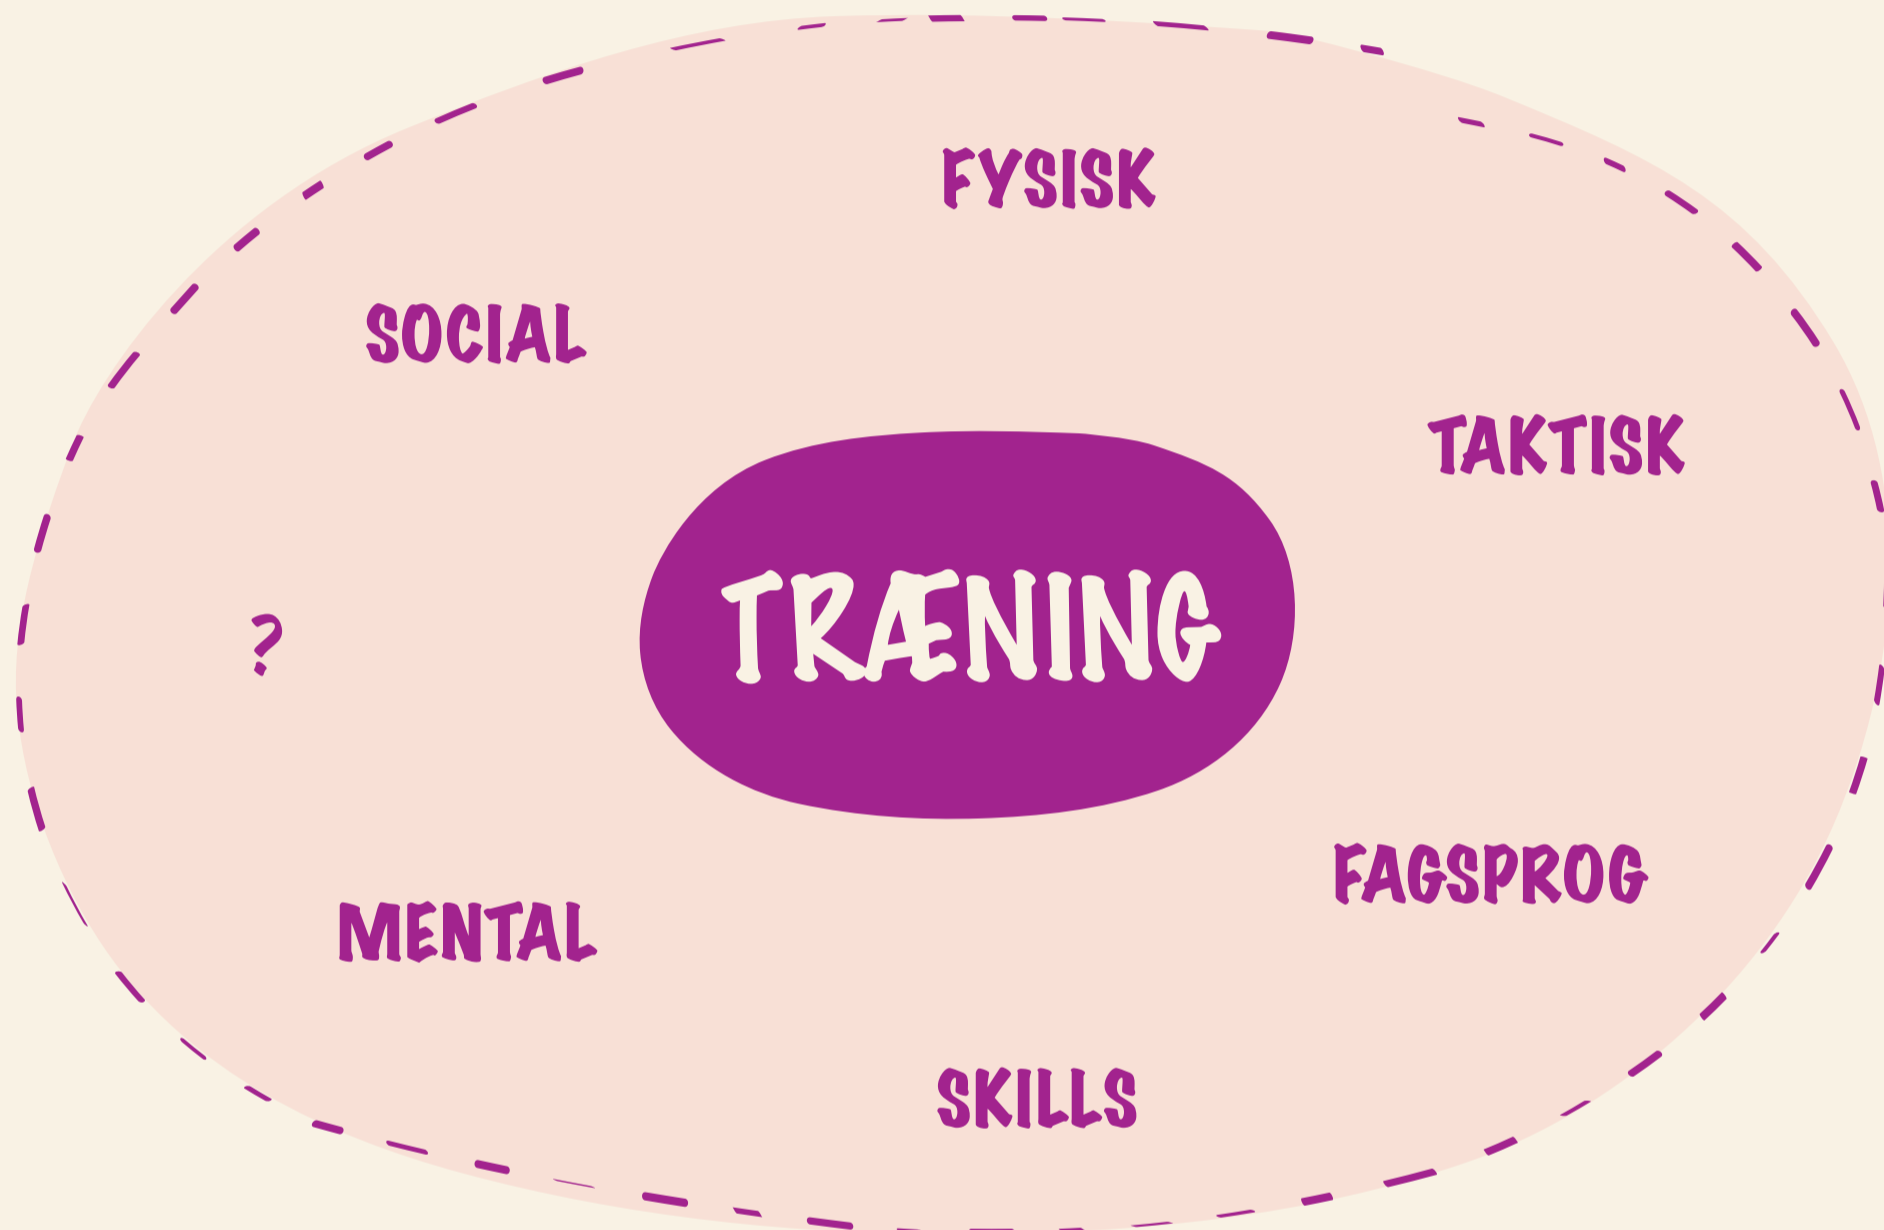 FYSISK
SOCIAL
TAKTISK
TRÆNING
?
FAGSPROG
MENTAL
SKILLS